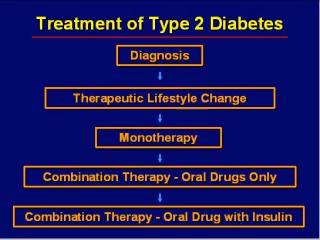 Treatment of Type 2 Diabetes
Diagnosis
Therapeutic Lifestyle Change
Monotherapy
Combination Therapy - Oral Drugs Only
Combination Therapy - Oral Drug with Insulin